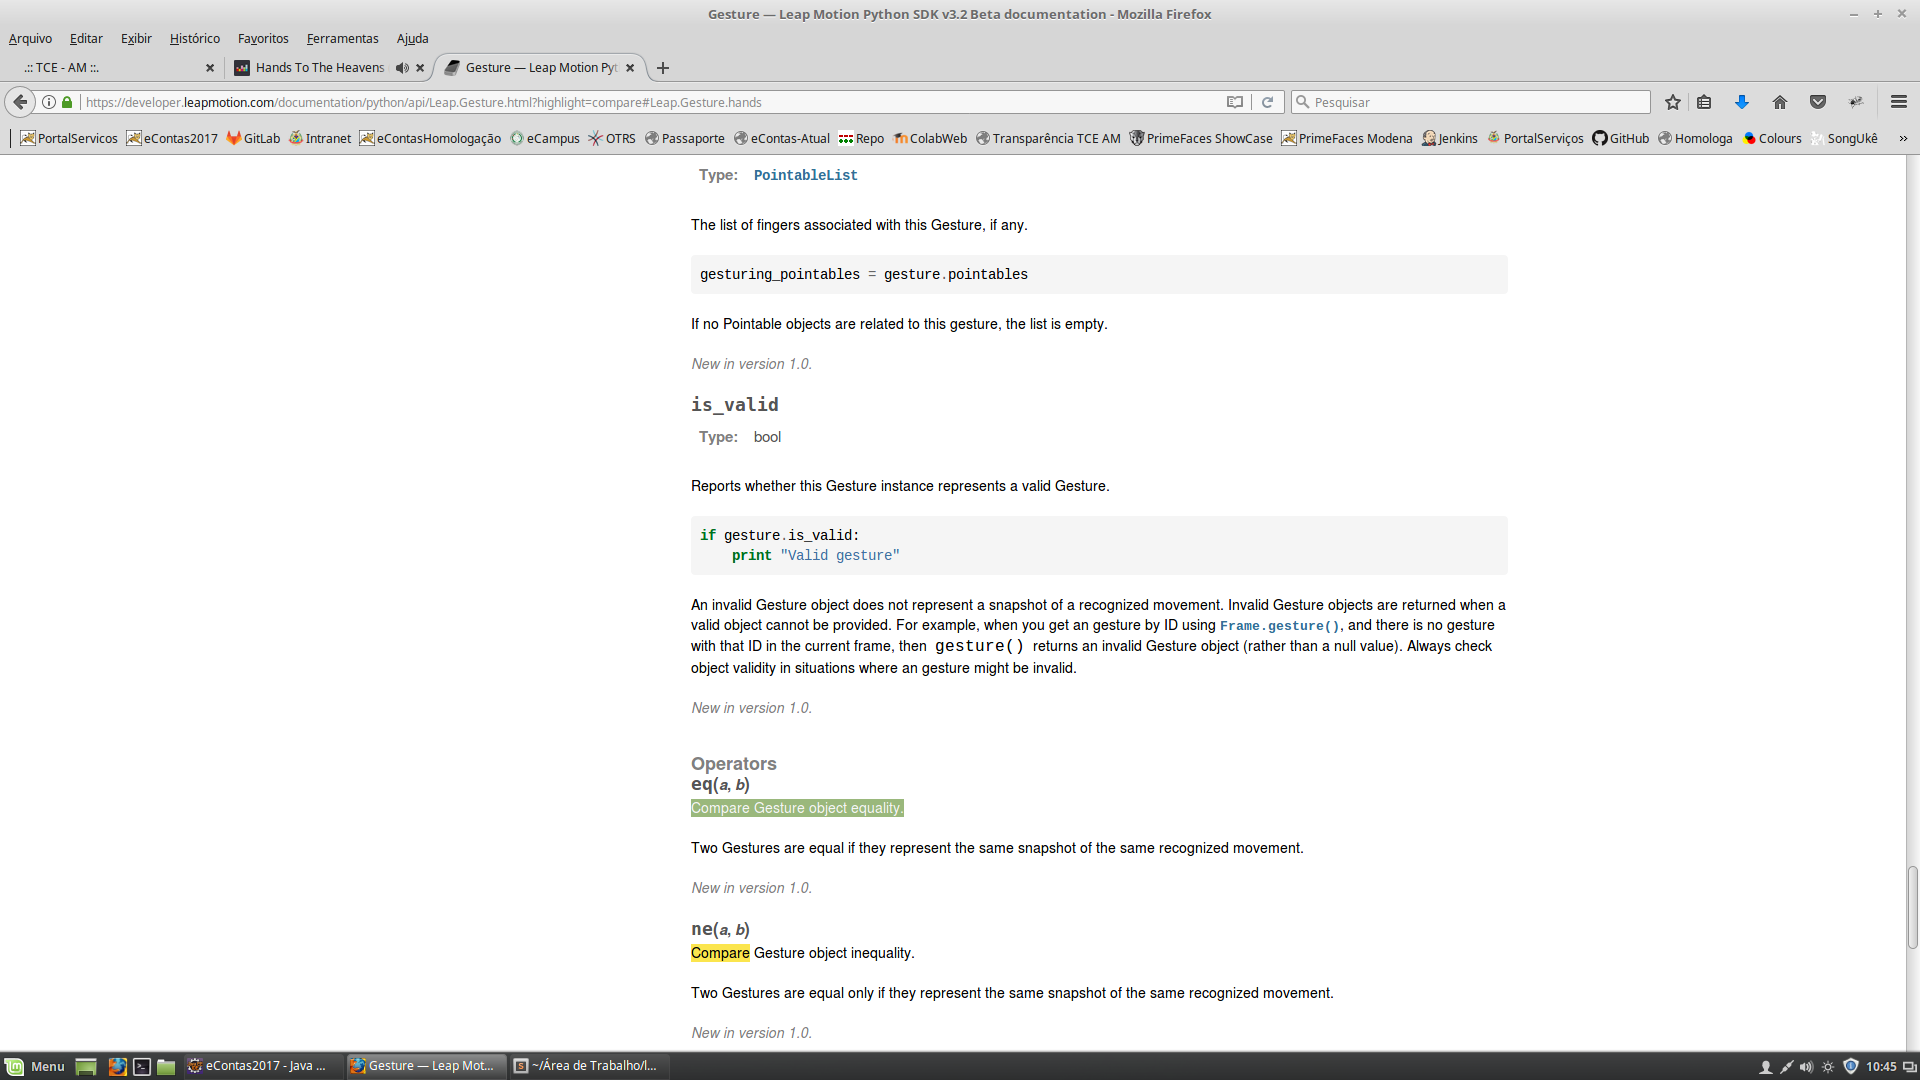 Gesture — Leap Motion Python SDK v3.2 Beta documentation - Mozilla Firefox
Arquivo Editar Exibir Histórico Favoritos Ferramentas Ajuda
.:: TCE - AM ::. Hands To The Heavens Gesture — Leap Motion Pyt
https://developer.leapmotion.com/documentation/python/api/Leap.Gesture.html?highlight=compare#Leap.Gesture.hands Pesquisar
PortalServicos eContas2017 GitLab Intranet eContasHomologação eCampus OTRS Passaporte eContas-Atual Repo ColabWeb Transparência TCE AM PrimeFaces ShowCase PrimeFaces Modena Jenkins PortalServiços GitHub Homologa Colours SongUkê »
Type: PointableList
The list of fingers associated with this Gesture, if any.
gesturing_pointables = gesture.pointables
If no Pointable objects are related to this gesture, the list is empty.
New in version 1.0.
is_valid
Type: bool
Reports whether this Gesture instance represents a valid Gesture.
if gesture.is_valid:
    print "Valid gesture"
An invalid Gesture object does not represent a snapshot of a recognized movement. Invalid Gesture objects are returned when a
valid object cannot be provided. For example, when you get an gesture by ID using Frame.gesture(), and there is no gesture
with that ID in the current frame, then gesture() returns an invalid Gesture object (rather than a null value). Always check
object validity in situations where an gesture might be invalid.
New in version 1.0.
Operators
eq(a, b)
Compare Gesture object equality.
Two Gestures are equal if they represent the same snapshot of the same recognized movement.
New in version 1.0.
ne(a, b)
Compare Gesture object inequality.
Two Gestures are equal only if they represent the same snapshot of the same recognized movement.
New in version 1.0.
Menu eContas2017 - Java ... Gesture — Leap Mot... ~/Área de Trabalho/l... 10:45